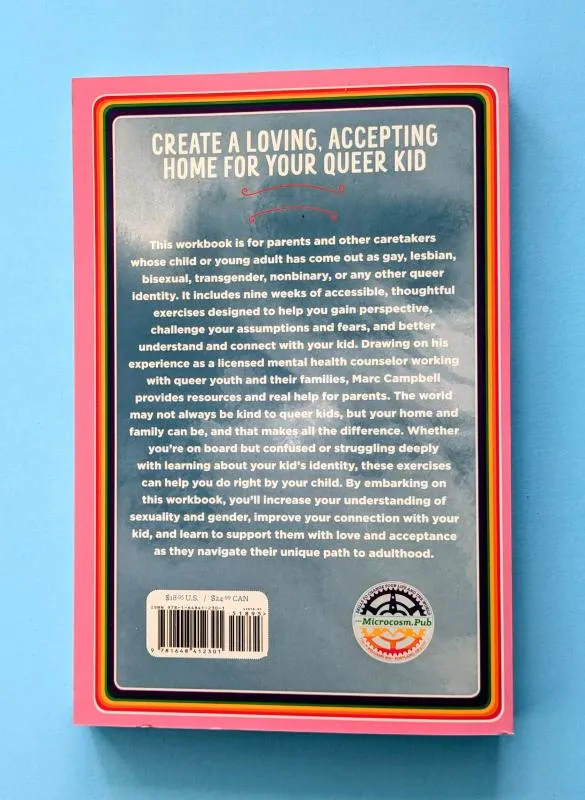 CREATE A LOVING, ACCEPTING
HOME FOR YOUR QUEER KID
This workbook is for parents and other caretakers
whose child or young adult has come out as gay, lesbian,
bisexual, transgender, nonbinary, or any other queer
identity. It includes nine weeks of accessible, thoughtful
exercises designed to help you gain perspective,
challenge your assumptions and fears, and better
understand and connect with your kid. Drawing on his
experience as a licensed mental health counselor working
with queer youth and their families, Marc Campbell
provides resources and real help for parents. The world
may not always be kind to queer kids, but your home and
family can be, and that makes all the difference. Whether
you're on board but confused or struggling deeply
with learning about your kid's identity, these exercises
can help you do right by your child. By embarking on
this workbook, you'll increase your understanding of
sexuality and gender, improve your connection with your
kid, and learn to support them with love and acceptance
as they navigate their unique path to adulthood.
$18.95 U.S. / $24.99 CAN
ISBN 978-1-64841-230-1
51895>
9 781648 412301
Microcosm.Pub